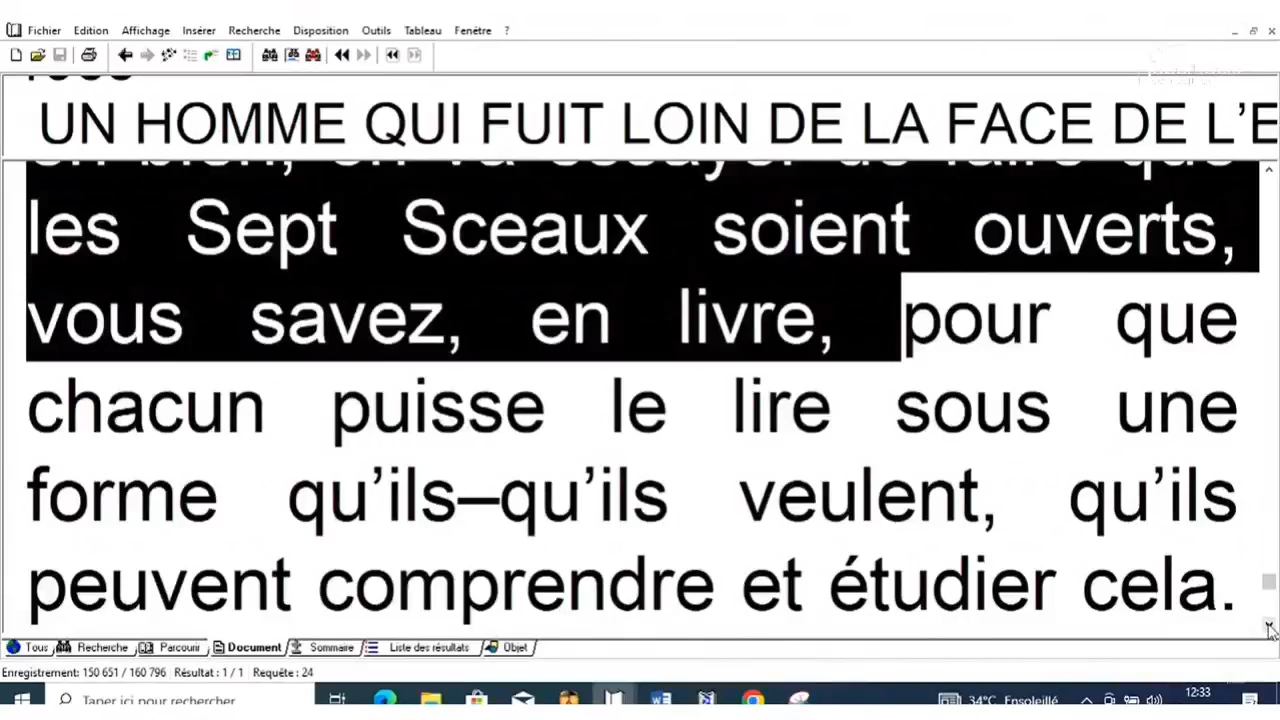 Fichier Edition Affichage Insérer Recherche Disposition Outils Tableau Fenêtre ?
UN HOMME QUI FUIT LOIN DE LA FACE DE L'E
les Sept Sceaux soient ouverts,
vous savez, en livre, pour que
chacun puisse le lire sous une
forme qu'ils–qu'ils veulent, qu'ils
peuvent comprendre et étudier cela.
Tous Recherche Parcourir Document Sommaire Liste des résultats Objet
Enregistrement: 150 651 / 160 796 Résultat : 1 / 1 Requête : 24
Taper ici pour rechercher 34°C Ensoleillé 12:33